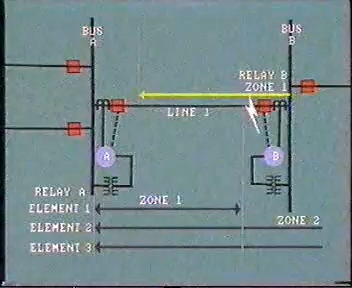 BUS
A
BUS
B
RELAY B
ZONE 1
LINE 1
A
B
RELAY A:
ELEMENT 1
ZONE 1
ZONE 2
ELEMENT 2
ELEMENT 3